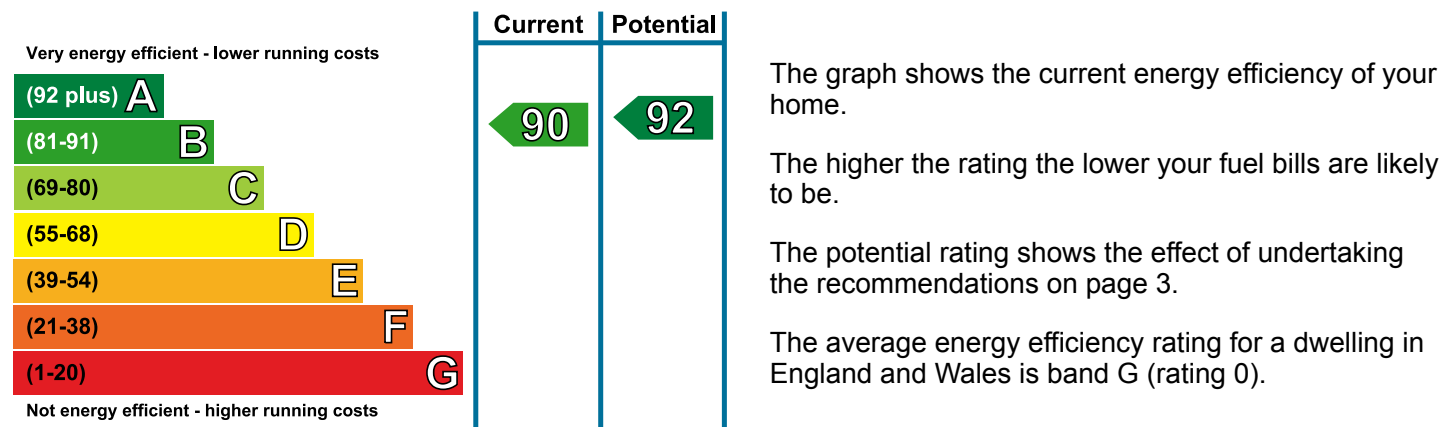 Current Potential
Very energy efficient - lower running costs
(92 plus) A
(81-91) B
90 92
(69-80) C
(55-68) D
(39-54) E
(21-38) F
(1-20) G
Not energy efficient - higher running costs
The graph shows the current energy efficiency of your
home.
The higher the rating the lower your fuel bills are likely
to be.
The potential rating shows the effect of undertaking
the recommendations on page 3.
The average energy efficiency rating for a dwelling in
England and Wales is band G (rating 0).